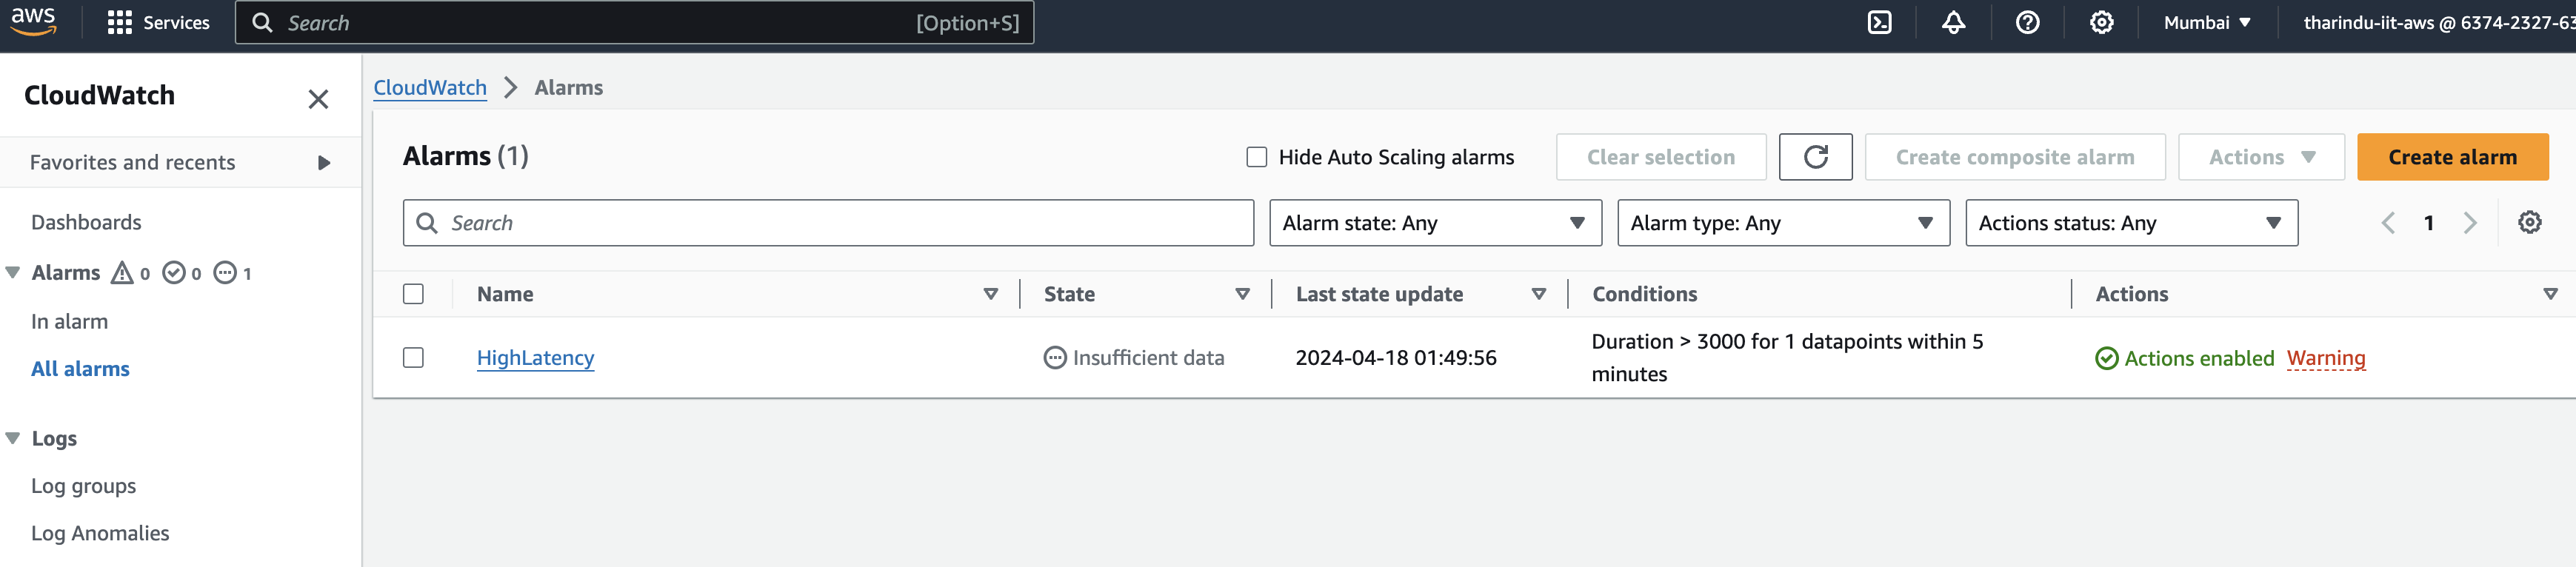 aws
Services
Search
[Option+S]
Mumbai
tharindu-iit-aws @ 6374-2327-63
CloudWatch
Favorites and recents
Dashboards
Alarms 0 0 1
In alarm
All alarms
Logs
Log groups
Log Anomalies
CloudWatch Alarms
Alarms (1)
Hide Auto Scaling alarms
Clear selection
Create composite alarm
Actions
Create alarm
Search
Alarm state: Any
Alarm type: Any
Actions status: Any
1
Name
State
Last state update
Conditions
Actions
HighLatency
Insufficient data
2024-04-18 01:49:56
Duration > 3000 for 1 datapoints within 5
minutes
Actions enabled
Warning